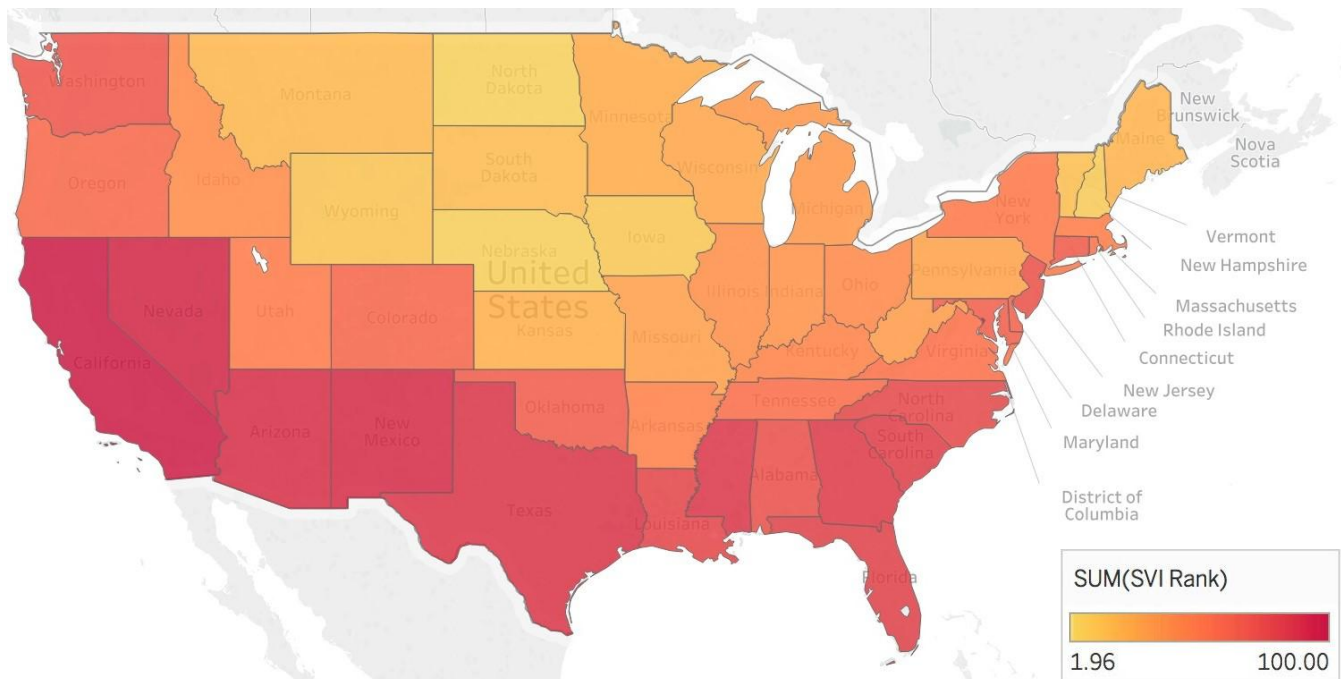 Washington
Montana
North
Dakota
Minnesota
New
Brunswick
Maine
Nova
Scotia
Oregon
Idaho
South
Dakota
Wisconsin
Michigan
New
York
Wyoming
Nebraska
Iowa
United
States
Vermont
New Hampshire
Massachusetts
Rhode Island
Connecticut
New Jersey
Delaware
Maryland
District of
Columbia
Pennsylvania
Nevada
Utah
Colorado
Kansas
Missouri
Illinois
Indiana
Ohio
Kentucky
Virginia
California
Arizona
New
Mexico
Oklahoma
Arkansas
Tennessee
North
Carolina
South
Carolina
Texas
Louisiana
Alabama
Florida
SUM(SVI Rank)
1.96
100.00